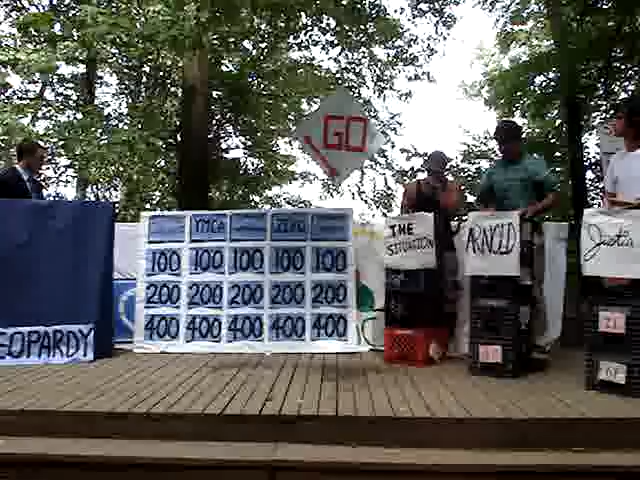 GO
YMCA
100 100 100 100 100
200 200 200 200 200
400 400 400 400 400
EOPARDY
THE
SITUATION
ARNOLD
Justin
21